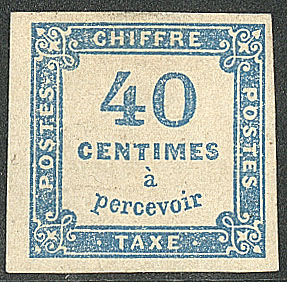 CHIFFRE
POSTES
POSTES
40
CENTIMES
à
percevoir
TAXE